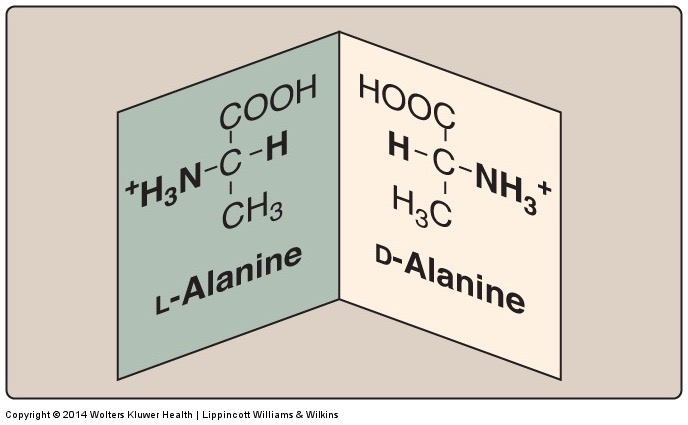 COOH
⁺H₃N–C–H
CH₃
L-Alanine
HOOC
H–C–NH₃⁺
H₃C
D-Alanine
Copyright © 2014 Wolters Kluwer Health | Lippincott Williams & Wilkins